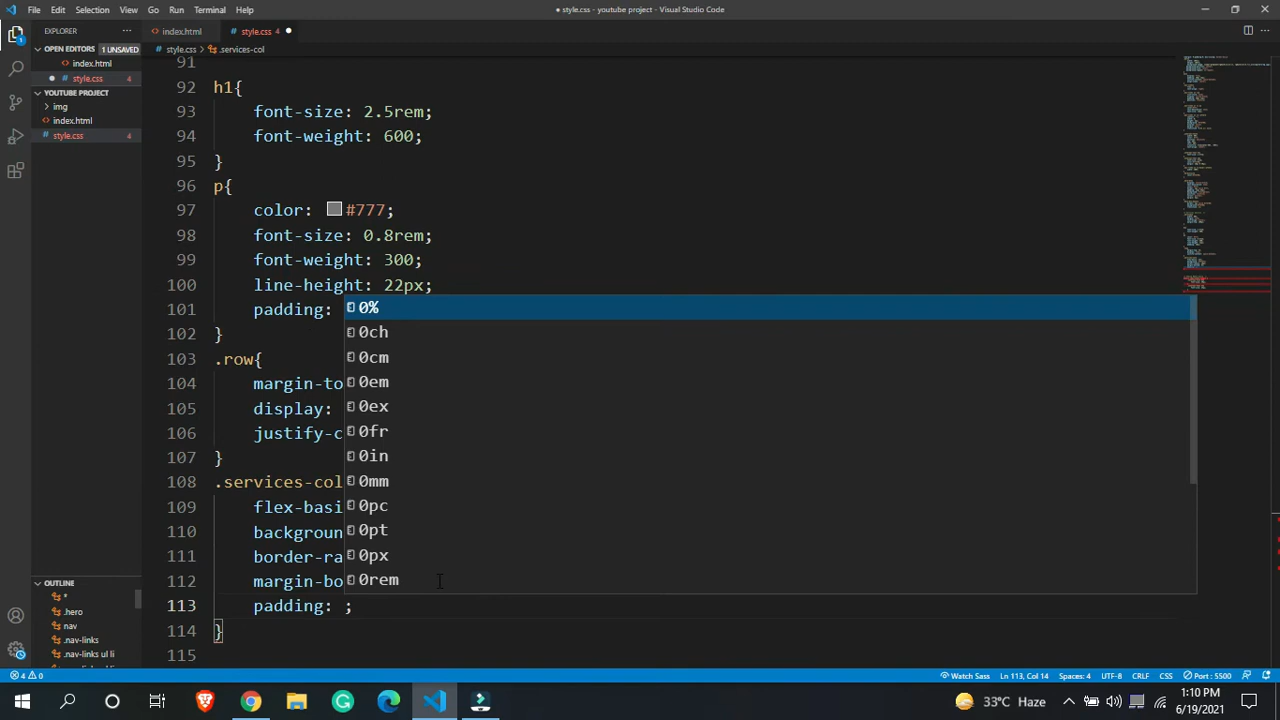 File Edit Selection View Go Run Terminal Help
● style.css - youtube project - Visual Studio Code
EXPLORER ···
index.html style.css 4 ●
OPEN EDITORS 1 UNSAVED
index.html
● style.css 4
YOUTUBE PROJECT
img
index.html
style.css 4
OUTLINE
*
.hero
nav
.nav-links
.nav-links ul li
style.css > .services-col
91
92 h1{
93 font-size: 2.5rem;
94 font-weight: 600;
95 }
96 p{
97 color: #777;
98 font-size: 0.8rem;
99 font-weight: 300;
100 line-height: 22px;
101 padding:
102 }
103 .row{
104 margin-to
105 display:
106 justify-c
107 }
108 .services-col
109 flex-basi
110 backgroun
111 border-ra
112 margin-bo
113 padding: ;
114 }
115
0%
0ch
0cm
0em
0ex
0fr
0in
0mm
0pc
0pt
0px
0rem
4 0 Watch Sass Ln 113, Col 14 Spaces: 4 UTF-8 CRLF CSS Port : 5500
33°C Haze
1:10 PM
6/19/2021